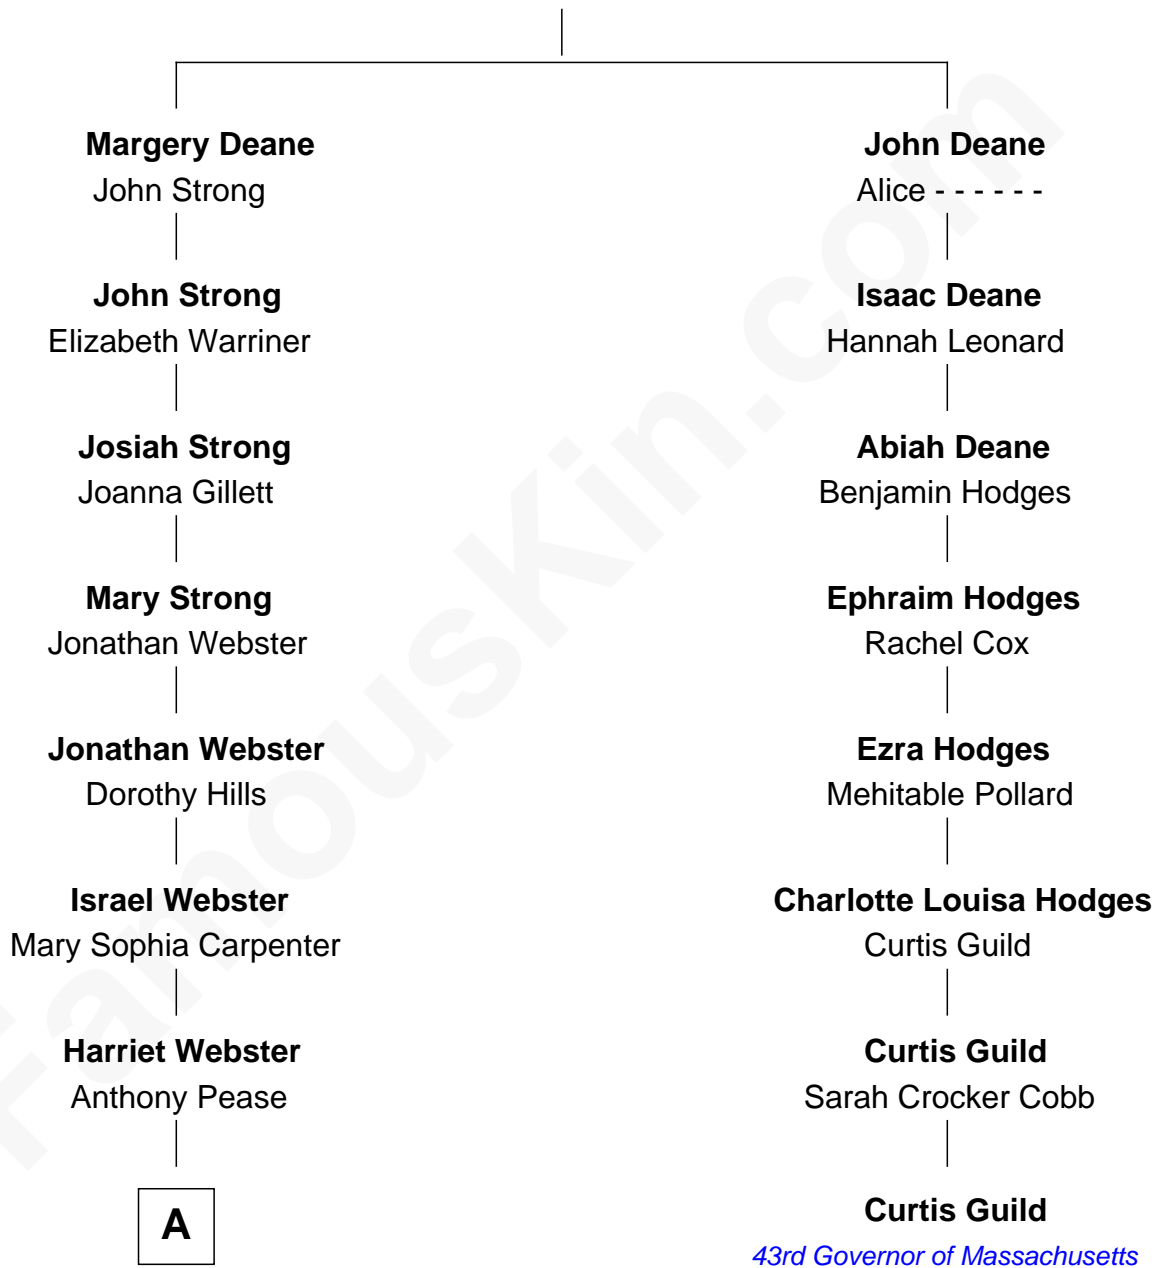 Margery Deane
John Strong
John Strong
Elizabeth Warriner
Josiah Strong
Joanna Gillett
Mary Strong
Jonathan Webster
Jonathan Webster
Dorothy Hills
Israel Webster
Mary Sophia Carpenter
Harriet Webster
Anthony Pease
A
John Deane
Alice - - - - - -
Isaac Deane
Hannah Leonard
Abiah Deane
Benjamin Hodges
Ephraim Hodges
Rachel Cox
Ezra Hodges
Mehitable Pollard
Charlotte Louisa Hodges
Curtis Guild
Curtis Guild
Sarah Crocker Cobb
Curtis Guild
43rd Governor of Massachusetts
FamousKin.com